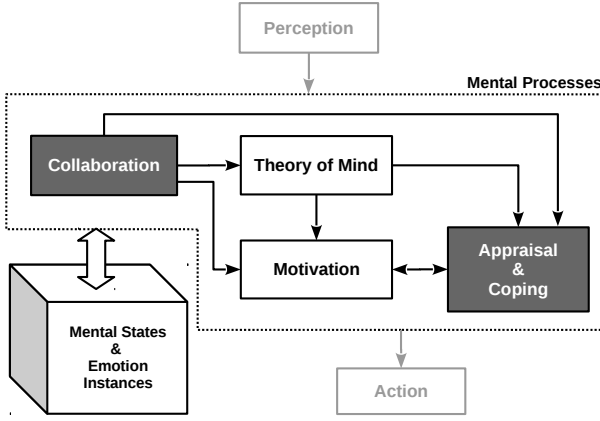 Perception
Mental Processes
Collaboration
Theory of Mind
Motivation
Appraisal
&
Coping
Mental States
&
Emotion
Instances
Action